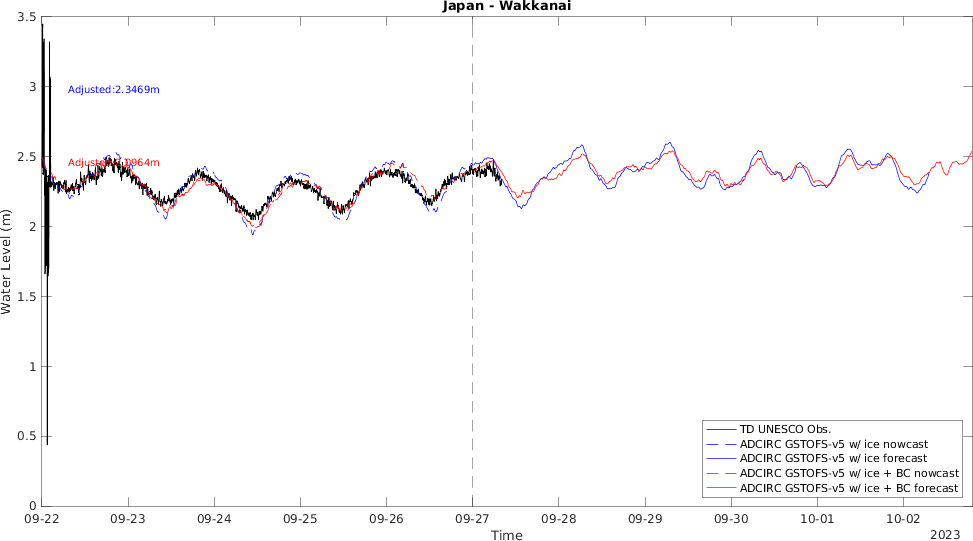 Japan - Wakkanai
3.5
3
2.5
2
1.5
1
0.5
0
Water Level (m)
Adjusted:2.3469m
09-22
09-23
09-24
09-25
09-26
09-27
09-28
09-29
09-30
10-01
10-02
Time
2023
TD UNESCO Obs.
ADCIRC GSTOFS-v5 w/ ice nowcast
ADCIRC GSTOFS-v5 w/ ice forecast
ADCIRC GSTOFS-v5 w/ ice + BC nowcast
ADCIRC GSTOFS-v5 w/ ice + BC forecast